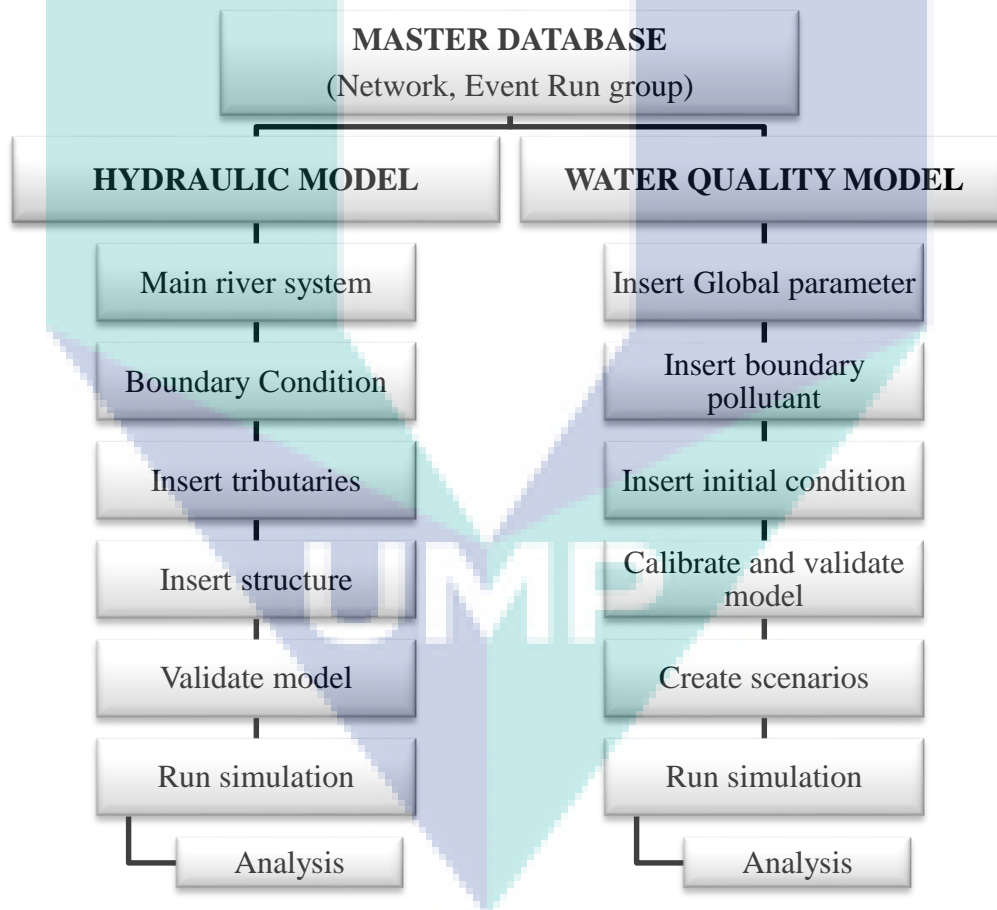 MASTER DATABASE
(Network, Event Run group)
HYDRAULIC MODEL
Main river system
Boundary Condition
Insert tributaries
Insert structure
Validate model
Run simulation
Analysis
WATER QUALITY MODEL
Insert Global parameter
Insert boundary
pollutant
Insert initial condition
Calibrate and validate
model
Create scenarios
Run simulation
Analysis
UMP